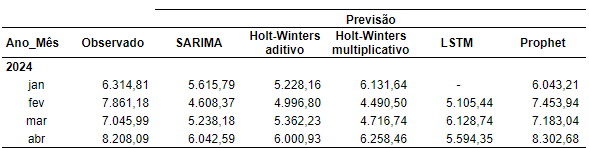 Previsão
Ano_Mês Observado SARIMA Holt-Winters aditivo Holt-Winters multiplicativo LSTM Prophet
2024
jan 6.314,81 5.615,79 5.228,16 6.131,64 - 6.043,21
fev 7.861,18 4.608,37 4.996,80 4.490,50 5.105,44 7.453,94
mar 7.045,99 5.238,18 5.362,23 4.716,74 6.128,74 7.183,04
abr 8.208,09 6.042,59 6.000,93 6.258,46 5.594,35 8.302,68